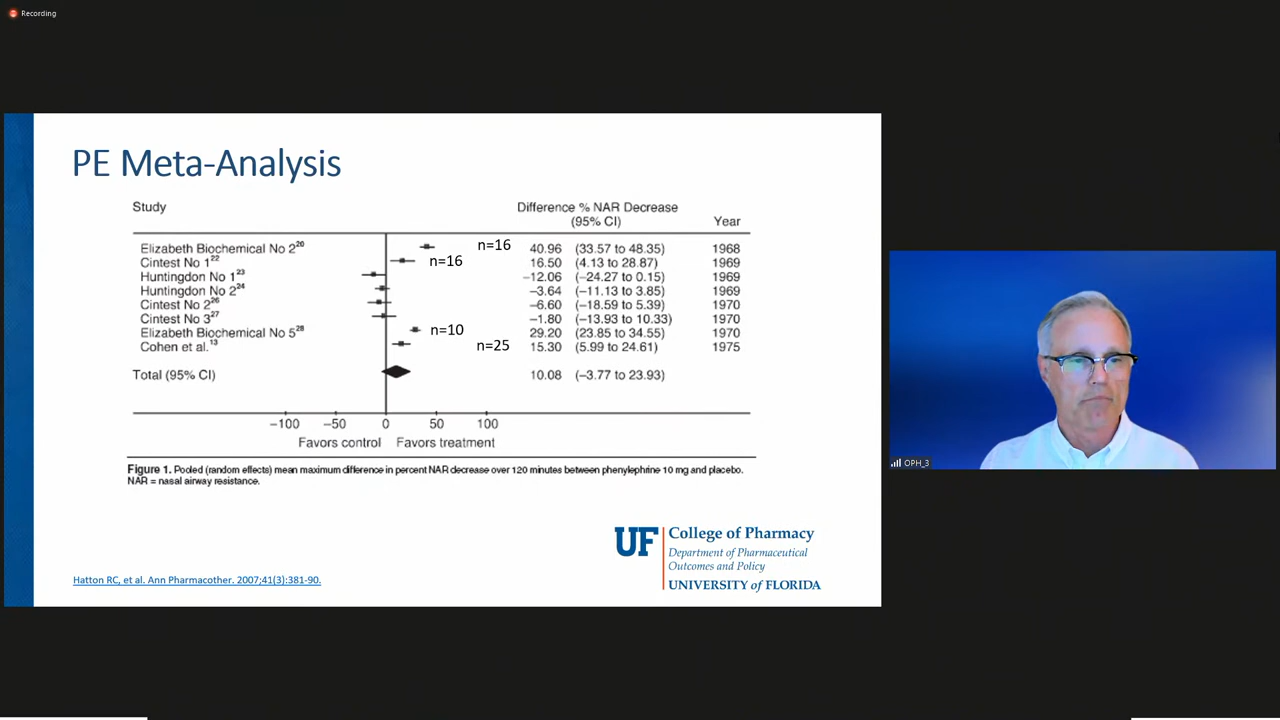 Recording
PE Meta-Analysis
Study
Difference % NAR Decrease
(95% CI)
Year
Elizabeth Biochemical No 2²⁰ n=16 40.96 (33.57 to 48.35) 1968
Cintest No 1²² n=16 16.50 (4.13 to 28.87) 1969
Huntingdon No 1²³ −12.06 (−24.27 to 0.15) 1969
Huntingdon No 2²⁴ −3.64 (−11.13 to 3.85) 1969
Cintest No 2²⁶ −6.60 (−18.59 to 5.39) 1970
Cintest No 3²⁷ −1.80 (−13.93 to 10.33) 1970
Elizabeth Biochemical No 5²⁸ n=10 29.20 (23.85 to 34.55) 1970
Cohen et al.¹³ n=25 15.30 (5.99 to 24.61) 1975
Total (95% CI) 10.08 (−3.77 to 23.93)
−100 −50 0 50 100
Favors control Favors treatment
Figure 1. Pooled (random effects) mean maximum difference in percent NAR decrease over 120 minutes between phenylephrine 10 mg and placebo.
NAR = nasal airway resistance.
UF College of Pharmacy
Department of Pharmaceutical
Outcomes and Policy
UNIVERSITY of FLORIDA
Hatton RC, et al. Ann Pharmacother. 2007;41(3):381-90.
OPH_3